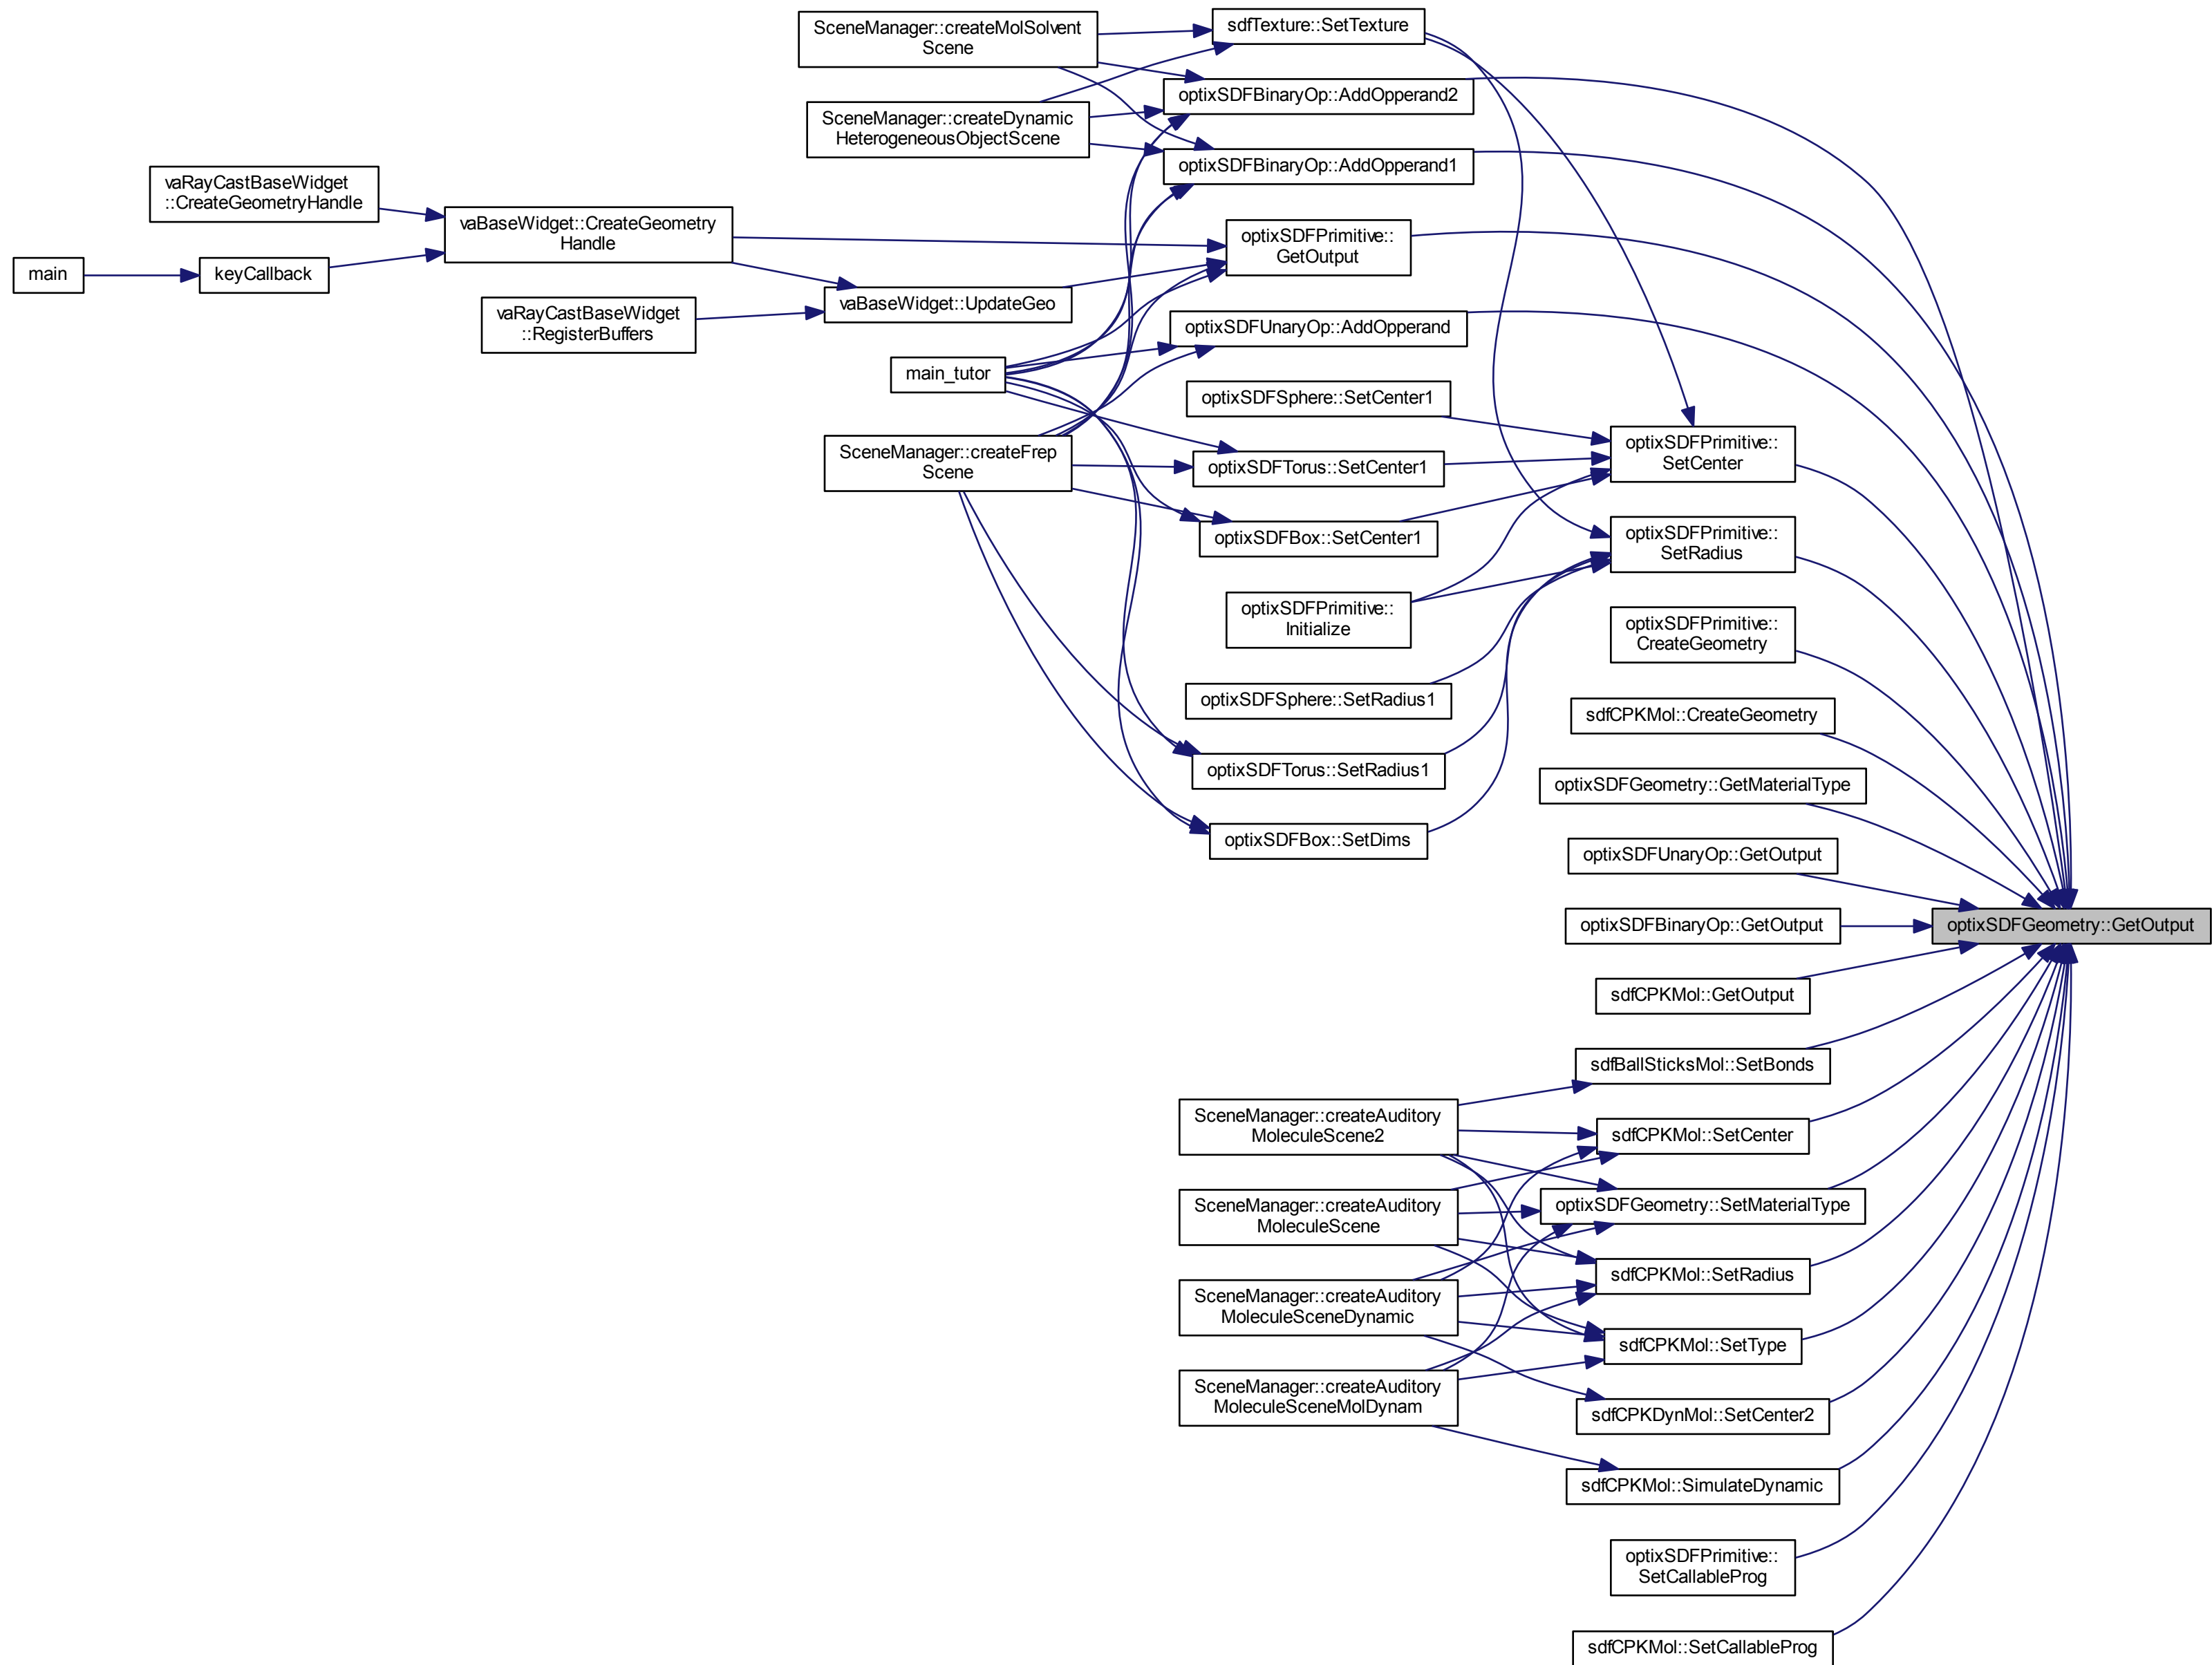 SceneManager::createMolSolvent
Scene
sdfTexture::SetTexture
optixSDFBinaryOp::AddOpperand2
SceneManager::createDynamic
HeterogeneousObjectScene
optixSDFBinaryOp::AddOpperand1
vaRayCastBaseWidget
::CreateGeometryHandle
vaBaseWidget::CreateGeometry
Handle
optixSDFPrimitive::
GetOutput
main
keyCallback
vaBaseWidget::UpdateGeo
vaRayCastBaseWidget
::RegisterBuffers
optixSDFUnaryOp::AddOpperand
main_tutor
optixSDFSphere::SetCenter1
SceneManager::createFrep
Scene
optixSDFTorus::SetCenter1
optixSDFPrimitive::
SetCenter
optixSDFBox::SetCenter1
optixSDFPrimitive::
SetRadius
optixSDFPrimitive::
Initialize
optixSDFPrimitive::
CreateGeometry
optixSDFSphere::SetRadius1
sdfCPKMol::CreateGeometry
optixSDFTorus::SetRadius1
optixSDFGeometry::GetMaterialType
optixSDFBox::SetDims
optixSDFUnaryOp::GetOutput
optixSDFBinaryOp::GetOutput
optixSDFGeometry::GetOutput
sdfCPKMol::GetOutput
sdfBallSticksMol::SetBonds
SceneManager::createAuditory
MoleculeScene2
sdfCPKMol::SetCenter
SceneManager::createAuditory
MoleculeScene
optixSDFGeometry::SetMaterialType
sdfCPKMol::SetRadius
SceneManager::createAuditory
MoleculeSceneDynamic
sdfCPKMol::SetType
SceneManager::createAuditory
MoleculeSceneMolDynam
sdfCPKDynMol::SetCenter2
sdfCPKMol::SimulateDynamic
optixSDFPrimitive::
SetCallableProg
sdfCPKMol::SetCallableProg